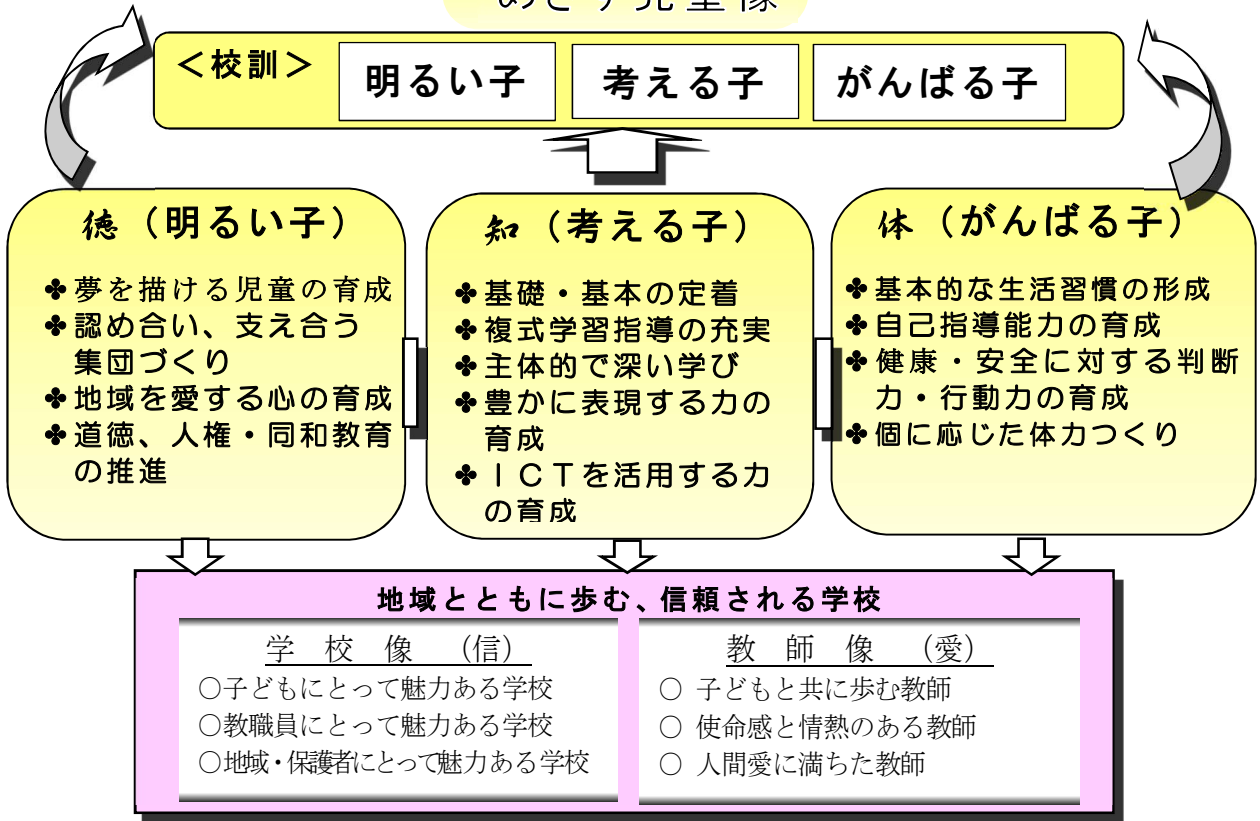 めざす児童像
＜校訓＞
明るい子
考える子
がんばる子
徳（明るい子）
✤夢を描ける児童の育成
✤認め合い、支え合う
集団づくり
✤地域を愛する心の育成
✤道徳、人権・同和教育
の推進
知（考える子）
✤基礎・基本の定着
✤複式学習指導の充実
✤主体的で深い学び
✤豊かに表現する力の
育成
✤ＩＣＴを活用する力
の育成
体（がんばる子）
✤基本的な生活習慣の形成
✤自己指導能力の育成
✤健康・安全に対する判断
力・行動力の育成
✤個に応じた体力つくり
地域とともに歩む、信頼される学校
学　校　像　（信）
○子どもにとって魅力ある学校
○教職員にとって魅力ある学校
○地域・保護者にとって魅力ある学校
教　師　像　（愛）
○ 子どもと共に歩む教師
○ 使命感と情熱のある教師
○ 人間愛に満ちた教師